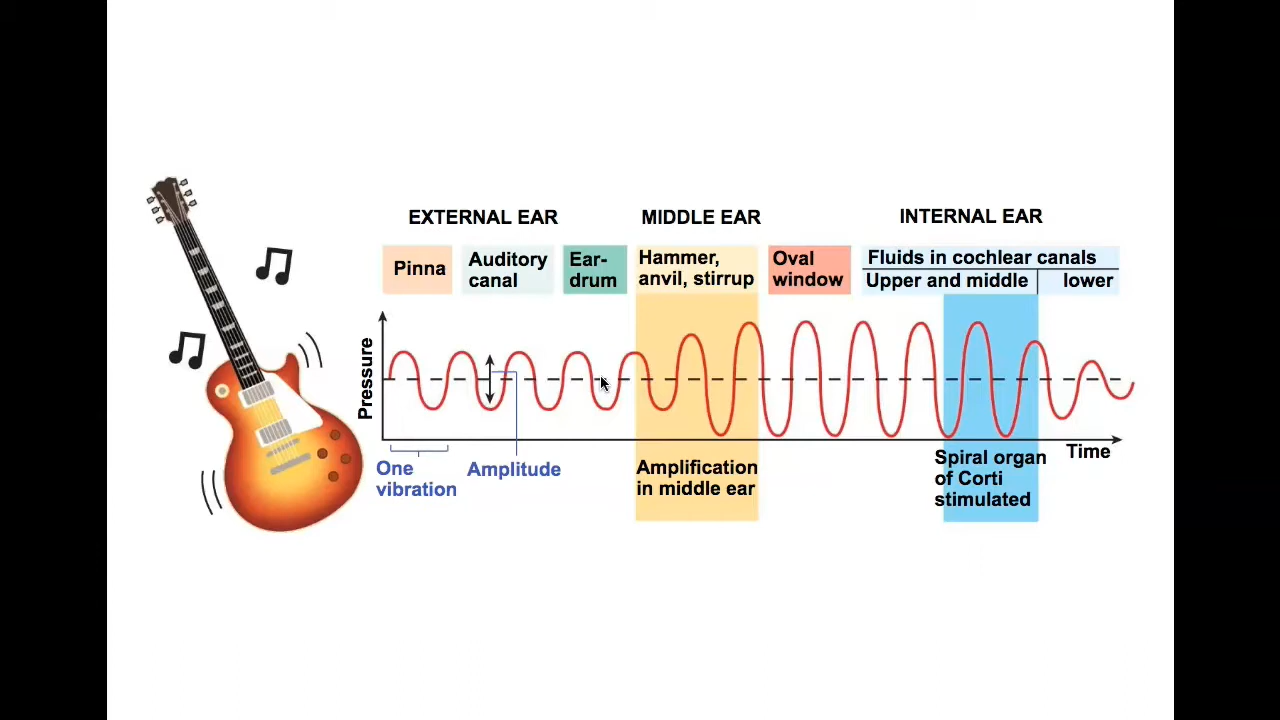 EXTERNAL EAR
MIDDLE EAR
INTERNAL EAR
Pinna
Auditory
canal
Ear-
drum
Hammer,
anvil, stirrup
Oval
window
Fluids in cochlear canals
Upper and middle
lower
Pressure
Time
One
vibration
Amplitude
Amplification
in middle ear
Spiral organ
of Corti
stimulated